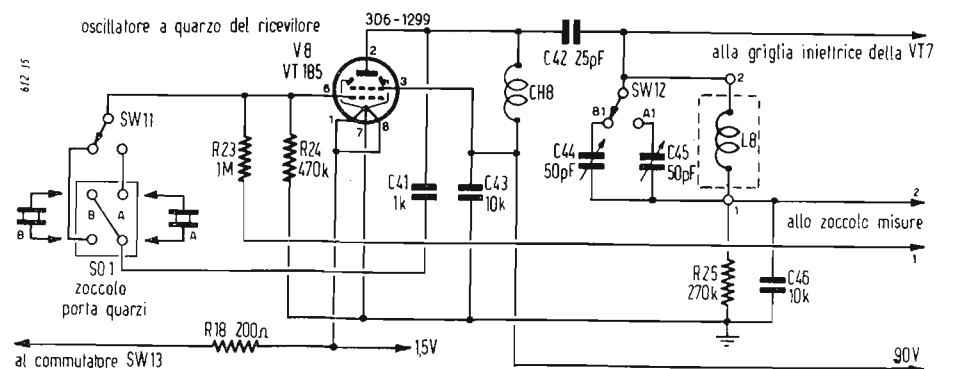 oscillatore a quarzo del ricevitore
3D6-1299
V8
VT 185
2
6
3
1
7
8
C42 25pF
alla griglia iniettrice della VT7
612 15
SW11
R23
1M
R24
470k
CH8
SW12
B1
A1
2
L8
C44
50pF
C45
50pF
C41
1k
C43
10k
B
A
B
A
1
2
allo zoccolo misure
1
S01
zoccolo
porta quarzi
R25
270k
C46
10k
R18 200Ω
1,5V
al commutatore SW13
90V